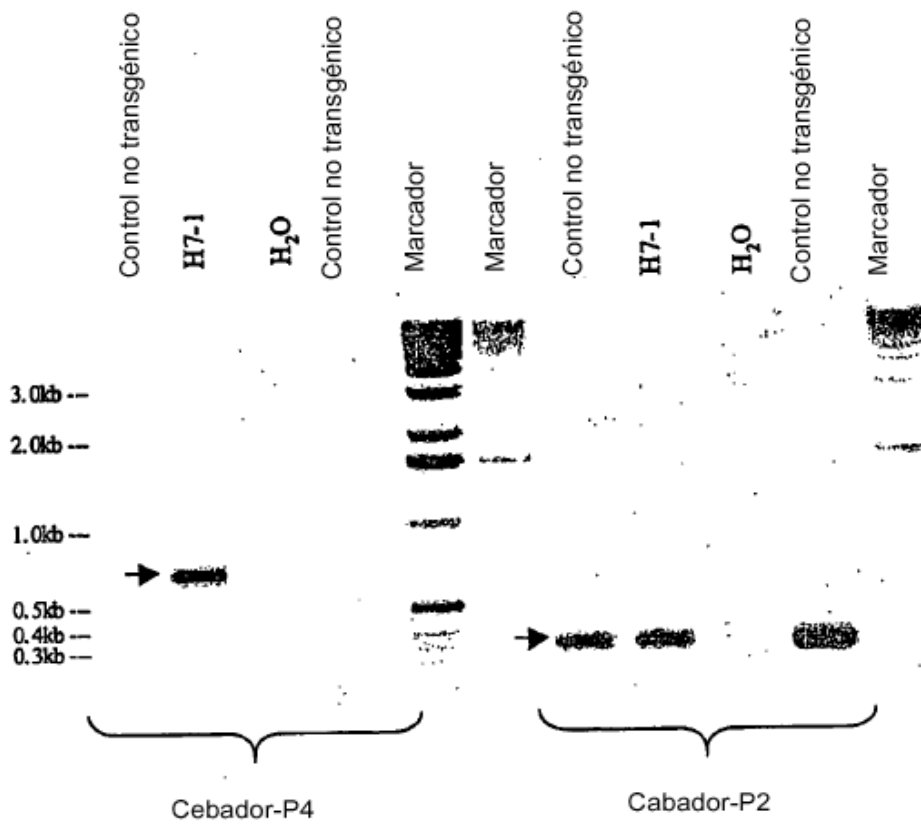 Control no transgénico
H7-1
H₂O
Control no transgénico
Marcador
Marcador
Control no transgénico
H7-1
H₂O
Control no transgénico
Marcador
3.0kb
2.0kb
1.0kb
0.5kb
0.4kb
0.3kb
Cebador-P4
Cabador-P2